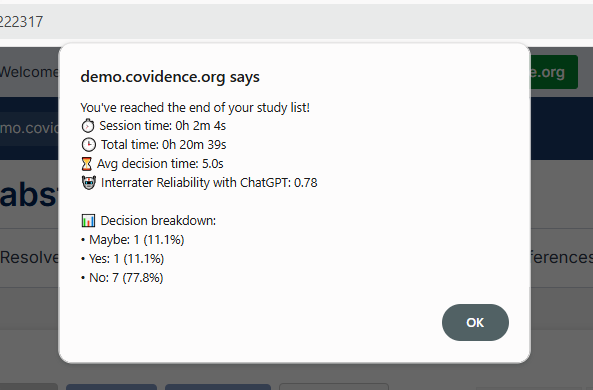 222317
Welcome
e.org
demo.covidence.org says
You've reached the end of your study list!
⏱️ Session time: 0h 2m 4s
🕒 Total time: 0h 20m 39s
⌛ Avg decision time: 5.0s
🤖 Interrater Reliability with ChatGPT: 0.78
📊 Decision breakdown:
• Maybe: 1 (11.1%)
• Yes: 1 (11.1%)
• No: 7 (77.8%)
OK
mo.covid
abst
Resolve
ferences